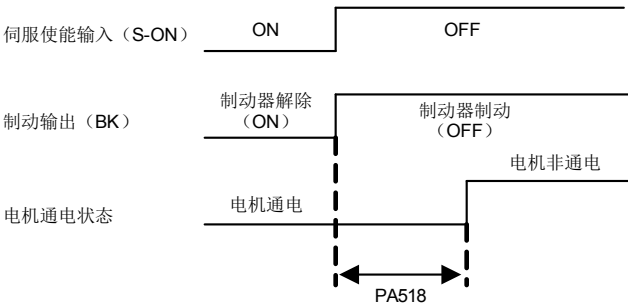 伺服使能输入（S-ON）
ON
OFF
制动输出（BK）
制动器解除
（ON）
制动器制动
（OFF）
电机非通电
电机通电状态
电机通电
PA518